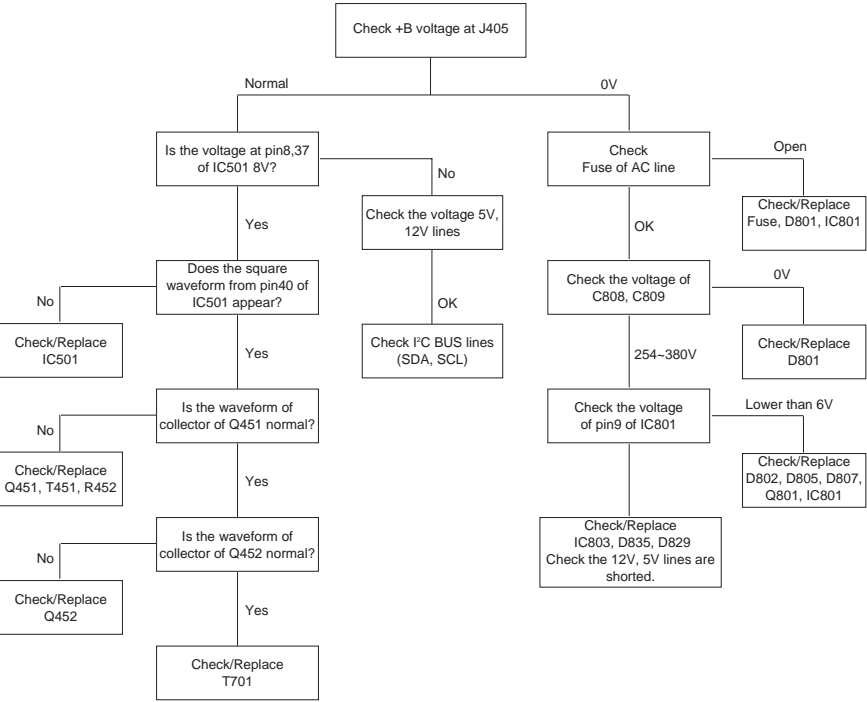 Check +B voltage at J405
Normal
0V
Is the voltage at pin8,37
of IC501 8V?
No
Check
Fuse of AC line
Open
Check the voltage 5V,
12V lines
Check/Replace
Fuse, D801, IC801
Yes
OK
Does the square
waveform from pin40 of
IC501 appear?
No
Check/Replace
IC501
OK
Check I²C BUS lines
(SDA, SCL)
Check the voltage of
C808, C809
0V
Check/Replace
D801
Yes
254~380V
Is the waveform of
collector of Q451 normal?
No
Check/Replace
Q451, T451, R452
Check the voltage
of pin9 of IC801
Lower than 6V
Check/Replace
D802, D805, D807,
Q801, IC801
Yes
Is the waveform of
collector of Q452 normal?
No
Check/Replace
Q452
Check/Replace
IC803, D835, D829
Check the 12V, 5V lines are
shorted.
Yes
Check/Replace
T701